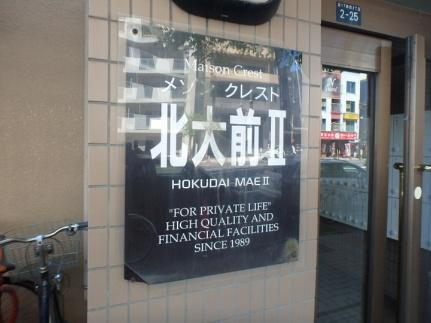 Maison Crest
メゾンクレスト
北大前Ⅱ
HOKUDAI MAE Ⅱ
"FOR PRIVATE LIFE"
HIGH QUALITY AND
FINANCIAL FACILITIES
SINCE 1989
2-25